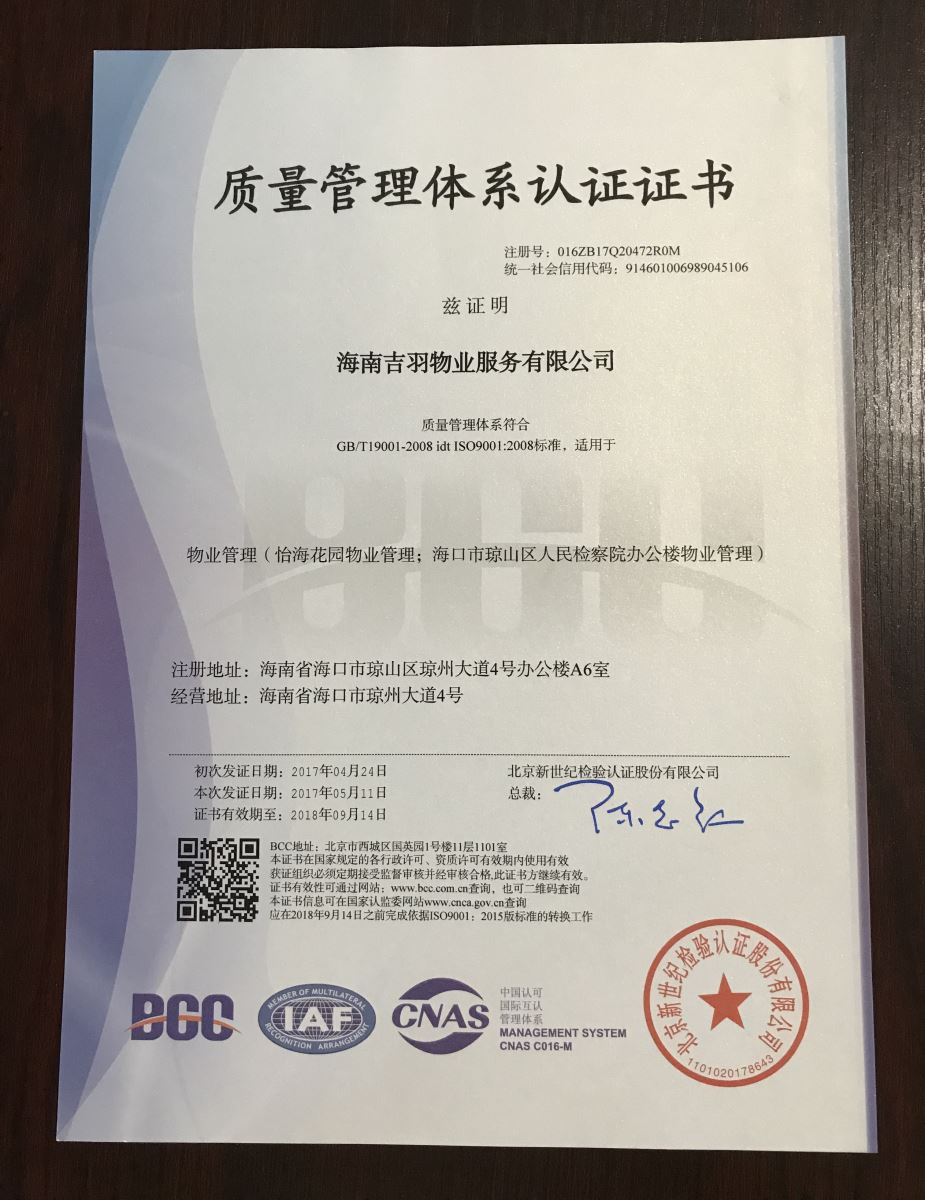 质量管理体系认证证书
注册号：016ZB17Q20472R0M
统一社会信用代码：914601006989045106
兹证明
海南吉羽物业服务有限公司
质量管理体系符合
GB/T19001-2008 idt ISO9001:2008标准，适用于
物业管理（怡海花园物业管理；海口市琼山区人民检察院办公楼物业管理）
注册地址：海南省海口市琼山区琼州大道4号办公楼A6室
经营地址：海南省海口市琼州大道4号
初次发证日期：2017年04月24日
本次发证日期：2017年05月11日
证书有效期至：2018年09月14日
北京新世纪检验认证股份有限公司
总裁：
BCC地址：北京市西城区国英园1号楼11层1101室
本证书在国家规定的各行政许可、资质许可有效期内使用有效
获证组织必须定期接受监督审核并经审核合格,此证书方继续有效。
证书有效性可通过网站：www.bcc.com.cn查询，也可二维码查询
本证书信息可在国家认监委网站www.cnca.gov.cn查询
应在2018年9月14日之前完成依据ISO9001：2015版标准的转换工作
BCC
MEMBER OF MULTILATERAL
IAF
RECOGNITION ARRANGEMENT
CNAS
中国认可
国际互认
管理体系
MANAGEMENT SYSTEM
CNAS C016-M
北京新世纪检验认证股份有限公司
1101020178643